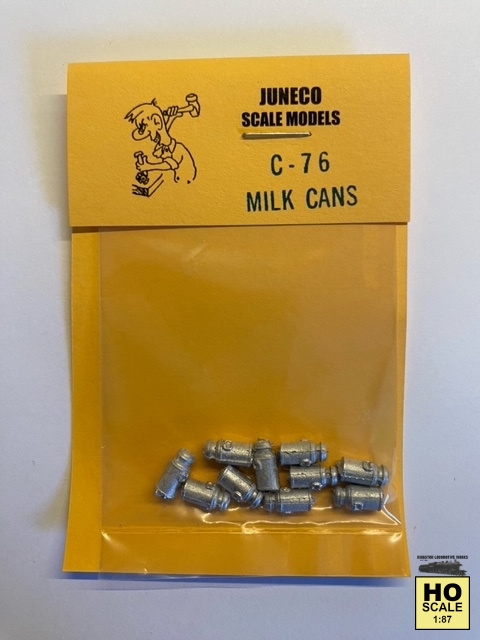 JUNECO
SCALE MODELS
C-76
MILK CANS
HO
SCALE
1:87